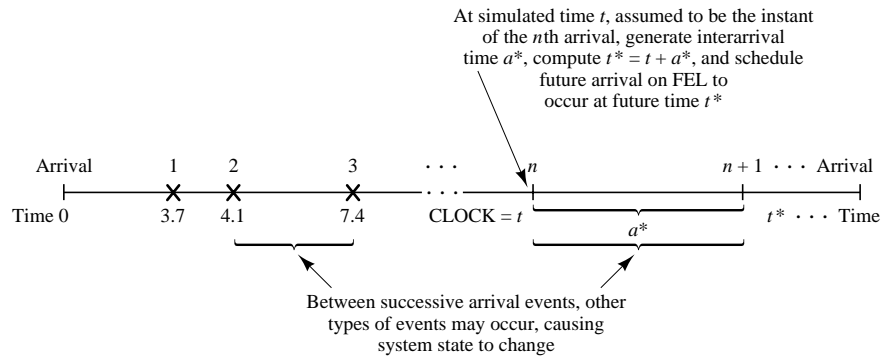 At simulated time t, assumed to be the instant
of the nth arrival, generate interarrival
time a*, compute t* = t + a*, and schedule
future arrival on FEL to
occur at future time t*
Arrival 1 2 3 · · · n n + 1 · · · Arrival
· · ·
Time 0 3.7 4.1 7.4 CLOCK = t a* t* · · · Time
Between successive arrival events, other
types of events may occur, causing
system state to change